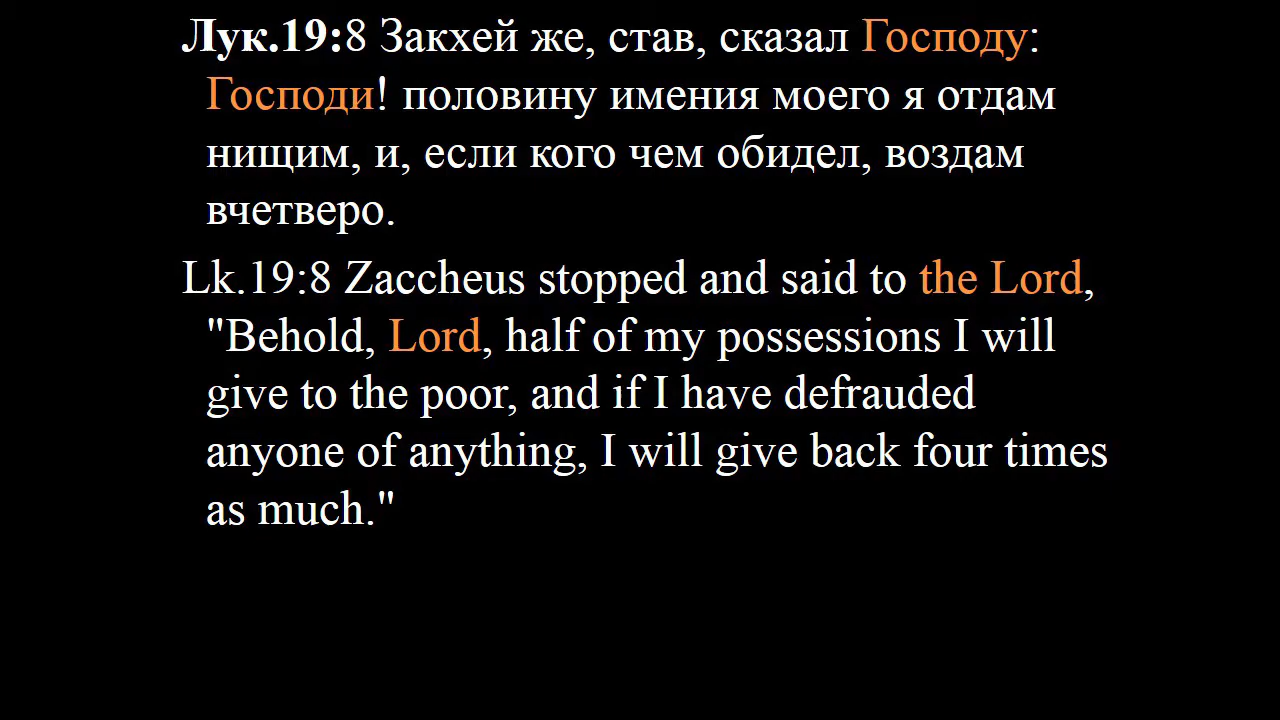 Лук.19:8 Закхей же, став, сказал Господу:
Господи! половину имения моего я отдам
нищим, и, если кого чем обидел, воздам
вчетверо.
Lk.19:8 Zaccheus stopped and said to the Lord,
"Behold, Lord, half of my possessions I will
give to the poor, and if I have defrauded
anyone of anything, I will give back four times
as much."